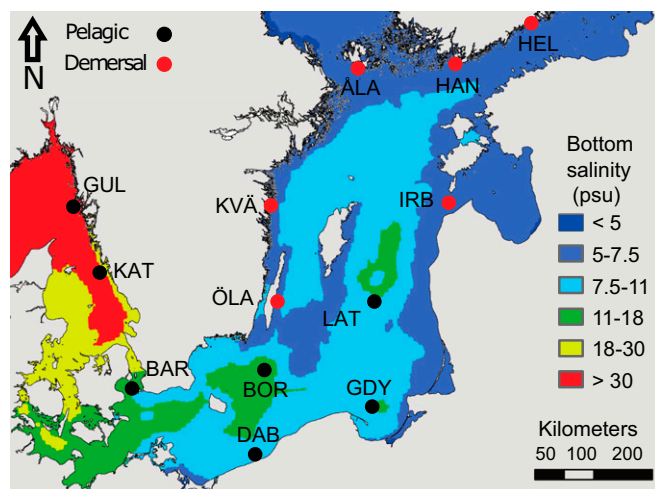 Pelagic
Demersal
N
HEL
ÅLA
HAN
GUL
KVÄ
IRB
KAT
ÖLA
LAT
BAR
BOR
GDY
DAB
Bottom
salinity
(psu)
< 5
5-7.5
7.5-11
11-18
18-30
> 30
Kilometers
50 100 200